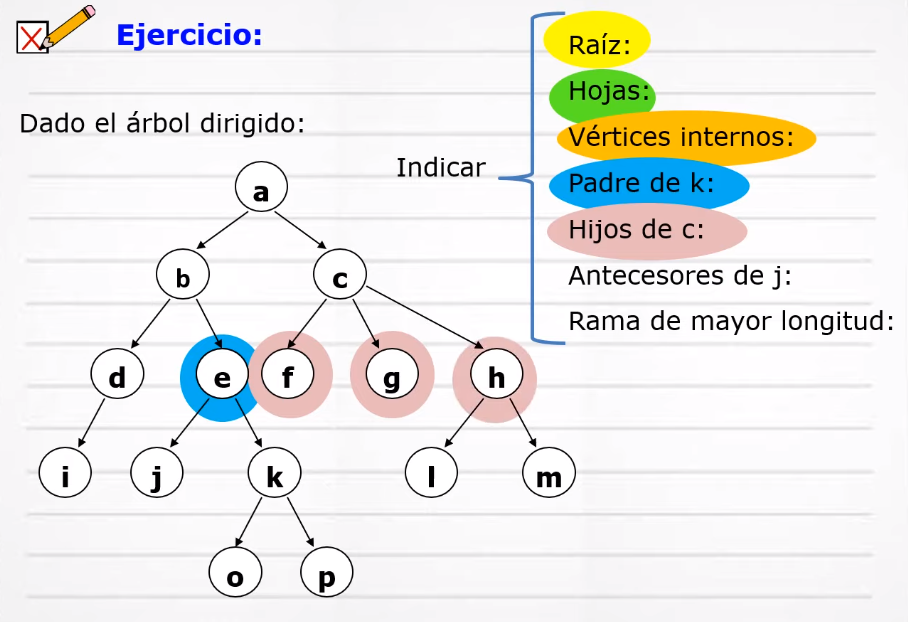 Ejercicio:
Dado el árbol dirigido:
Indicar
Raíz:
Hojas:
Vértices internos:
Padre de k:
Hijos de c:
Antecesores de j:
Rama de mayor longitud:
a
b c
d e f g h
i j k l m
o p